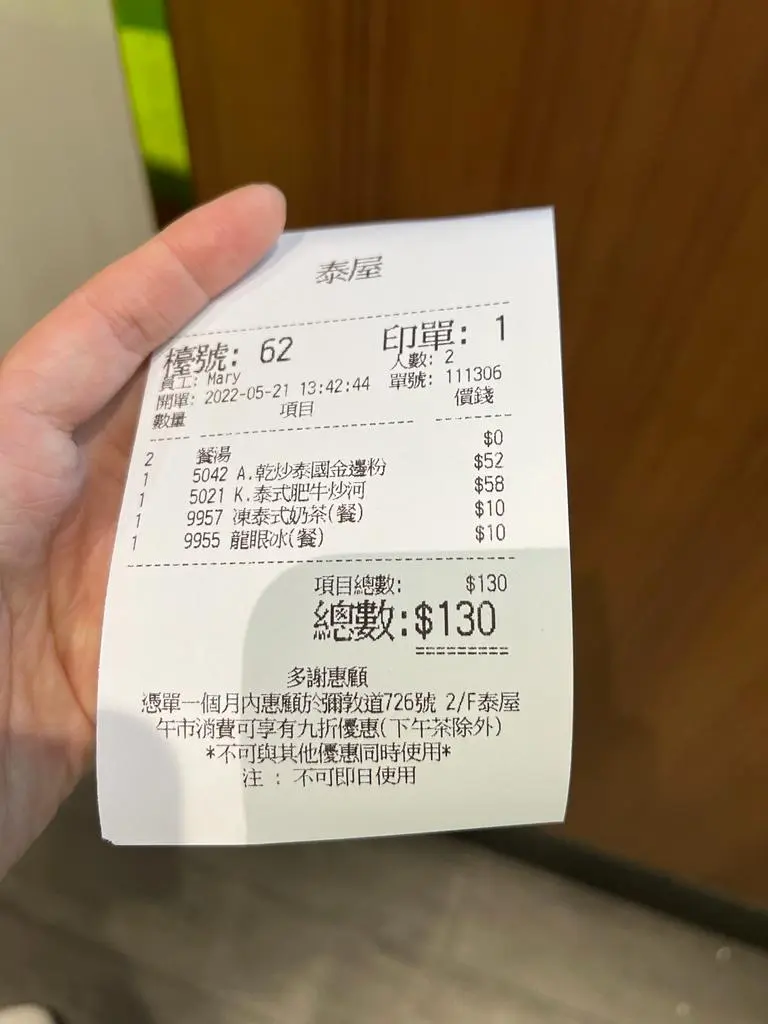 泰屋
檯號: 62 印單: 1
員工: Mary 人數: 2
開單: 2022-05-21 13:42:44 單號: 111306
數量 項目 價錢
2 餐湯 $0
1 5042 A.乾炒泰國金邊粉 $52
1 5021 K.泰式肥牛炒河 $58
1 9957 凍泰式奶茶(餐) $10
1 9955 龍眼冰(餐) $10
項目總數: $130
總數:$130
多謝惠顧
憑單一個月內惠顧於彌敦道726號 2/F泰屋
午市消費可享有九折優惠(下午茶除外)
*不可與其他優惠同時使用*
注 : 不可即日使用